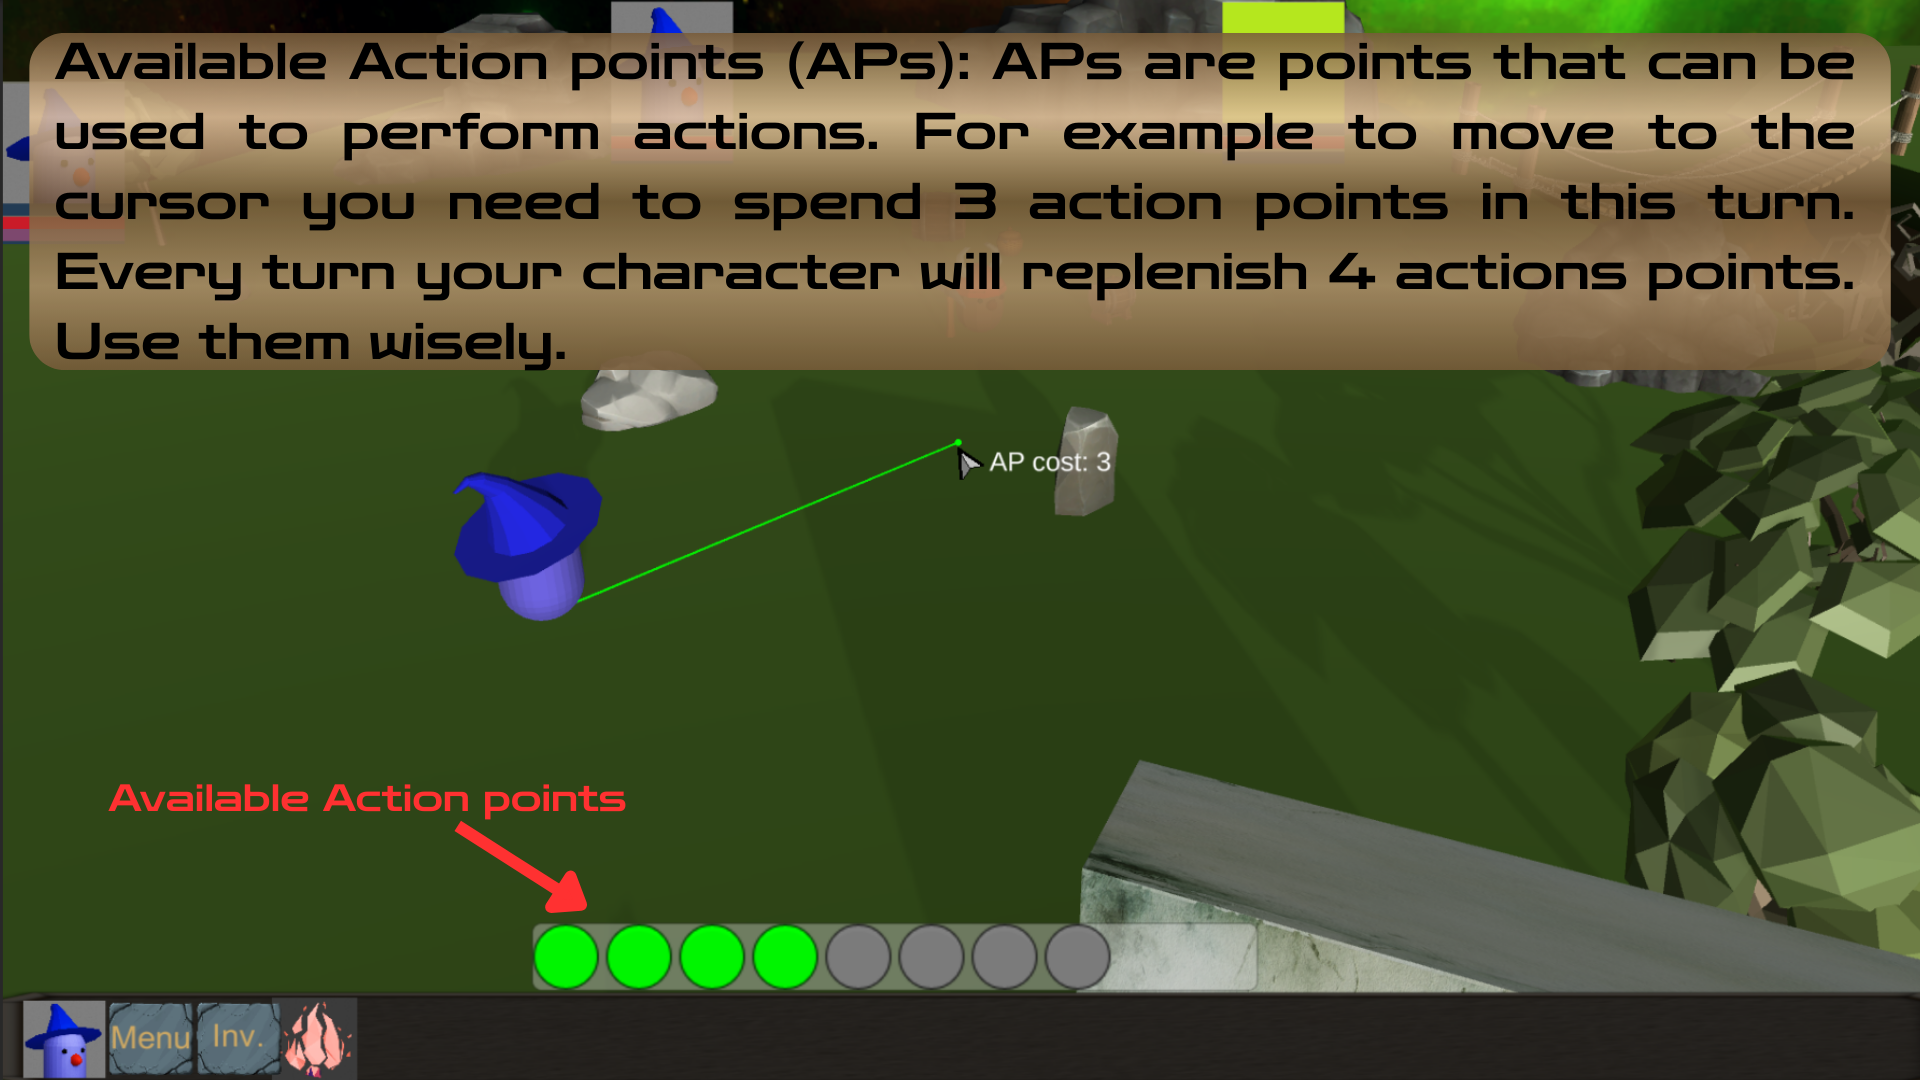 Available Action points (APs): APs are points that can be
used to perform actions. For example to move to the
cursor you need to spend 3 action points in this turn.
Every turn your character will replenish 4 actions points.
Use them wisely.
AP cost: 3
Available Action points
Menu
Inv.